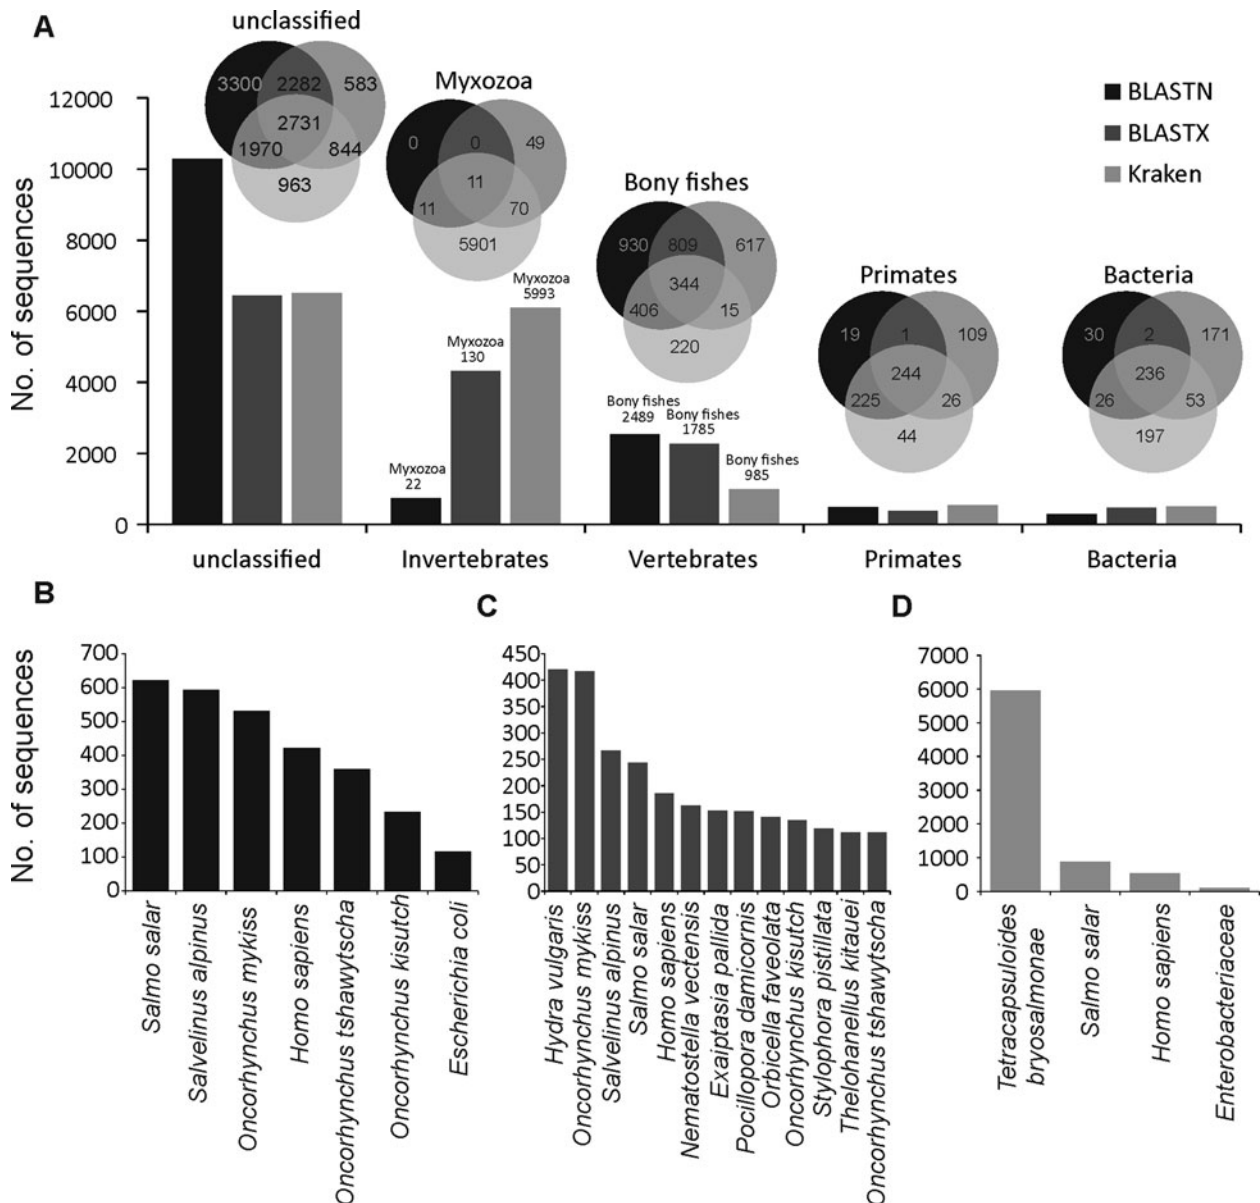 A
unclassified
3300 2282 583
2731
1970 844
963
Myxozoa
0 0 49
11
11 70
5901
Bony fishes
930 809 617
344
406 15
220
Primates
19 1 109
244
225 26
44
Bacteria
30 2 171
236
26 53
197
BLASTN
BLASTX
Kraken
No. of sequences
12000
10000
8000
6000
4000
2000
0
Myxozoa
22
Myxozoa
130
Myxozoa
5993
Bony fishes
2489
Bony fishes
1785
Bony fishes
985
unclassified Invertebrates Vertebrates Primates Bacteria
B
No. of sequences
700
600
500
400
300
200
100
0
Salmo salar
Salvelinus alpinus
Oncorhynchus mykiss
Homo sapiens
Oncorhynchus tshawytscha
Oncorhynchus kisutch
Escherichia coli
C
450
400
350
300
250
200
150
100
50
0
Hydra vulgaris
Oncorhynchus mykiss
Salvelinus alpinus
Salmo salar
Homo sapiens
Nematostella vectensis
Exaiptasia pallida
Pocillopora damicornis
Orbicella faveolata
Oncorhynchus kisutch
Stylophora pistillata
Thelohanellus kitauei
Oncorhynchus tshawytscha
D
7000
6000
5000
4000
3000
2000
1000
0
Tetracapsuloides
bryosalmonae
Salmo salar
Homo sapiens
Enterobacteriaceae